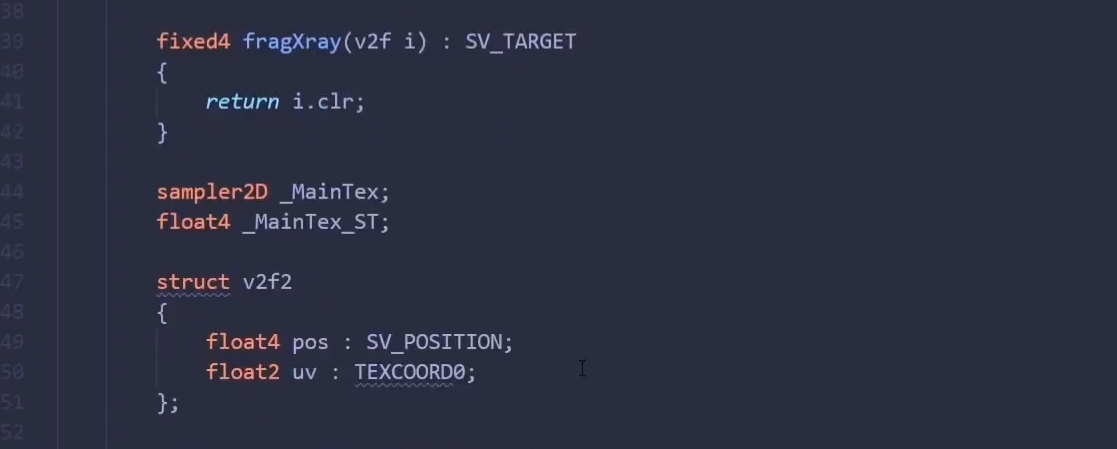 38
39 fixed4 fragXray(v2f i) : SV_TARGET
40 {
41 return i.clr;
42 }
43
44 sampler2D _MainTex;
45 float4 _MainTex_ST;
46
47 struct v2f2
48 {
49 float4 pos : SV_POSITION;
50 float2 uv : TEXCOORD0;
51 };
52